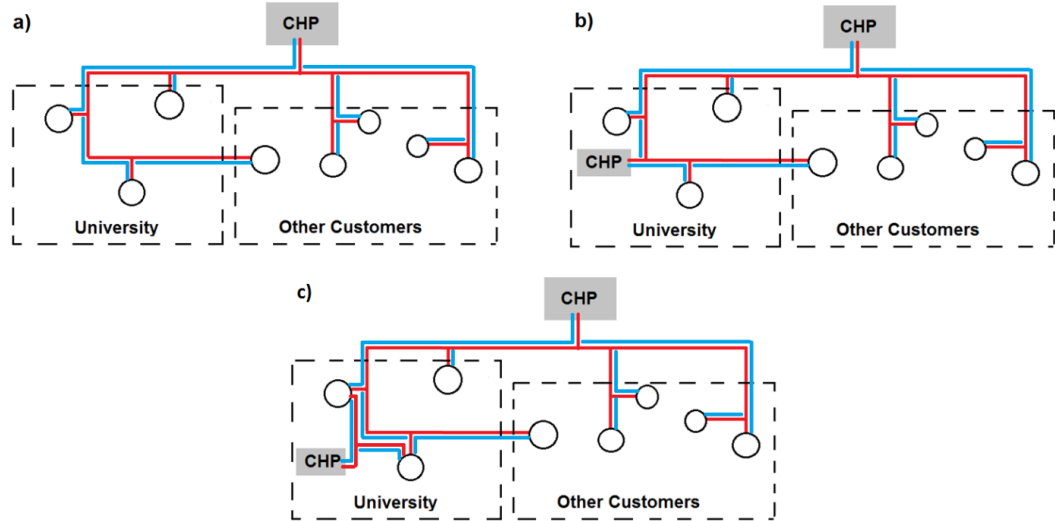 a)
CHP
University
Other Customers
b)
CHP
CHP
University
Other Customers
c)
CHP
CHP
University
Other Customers